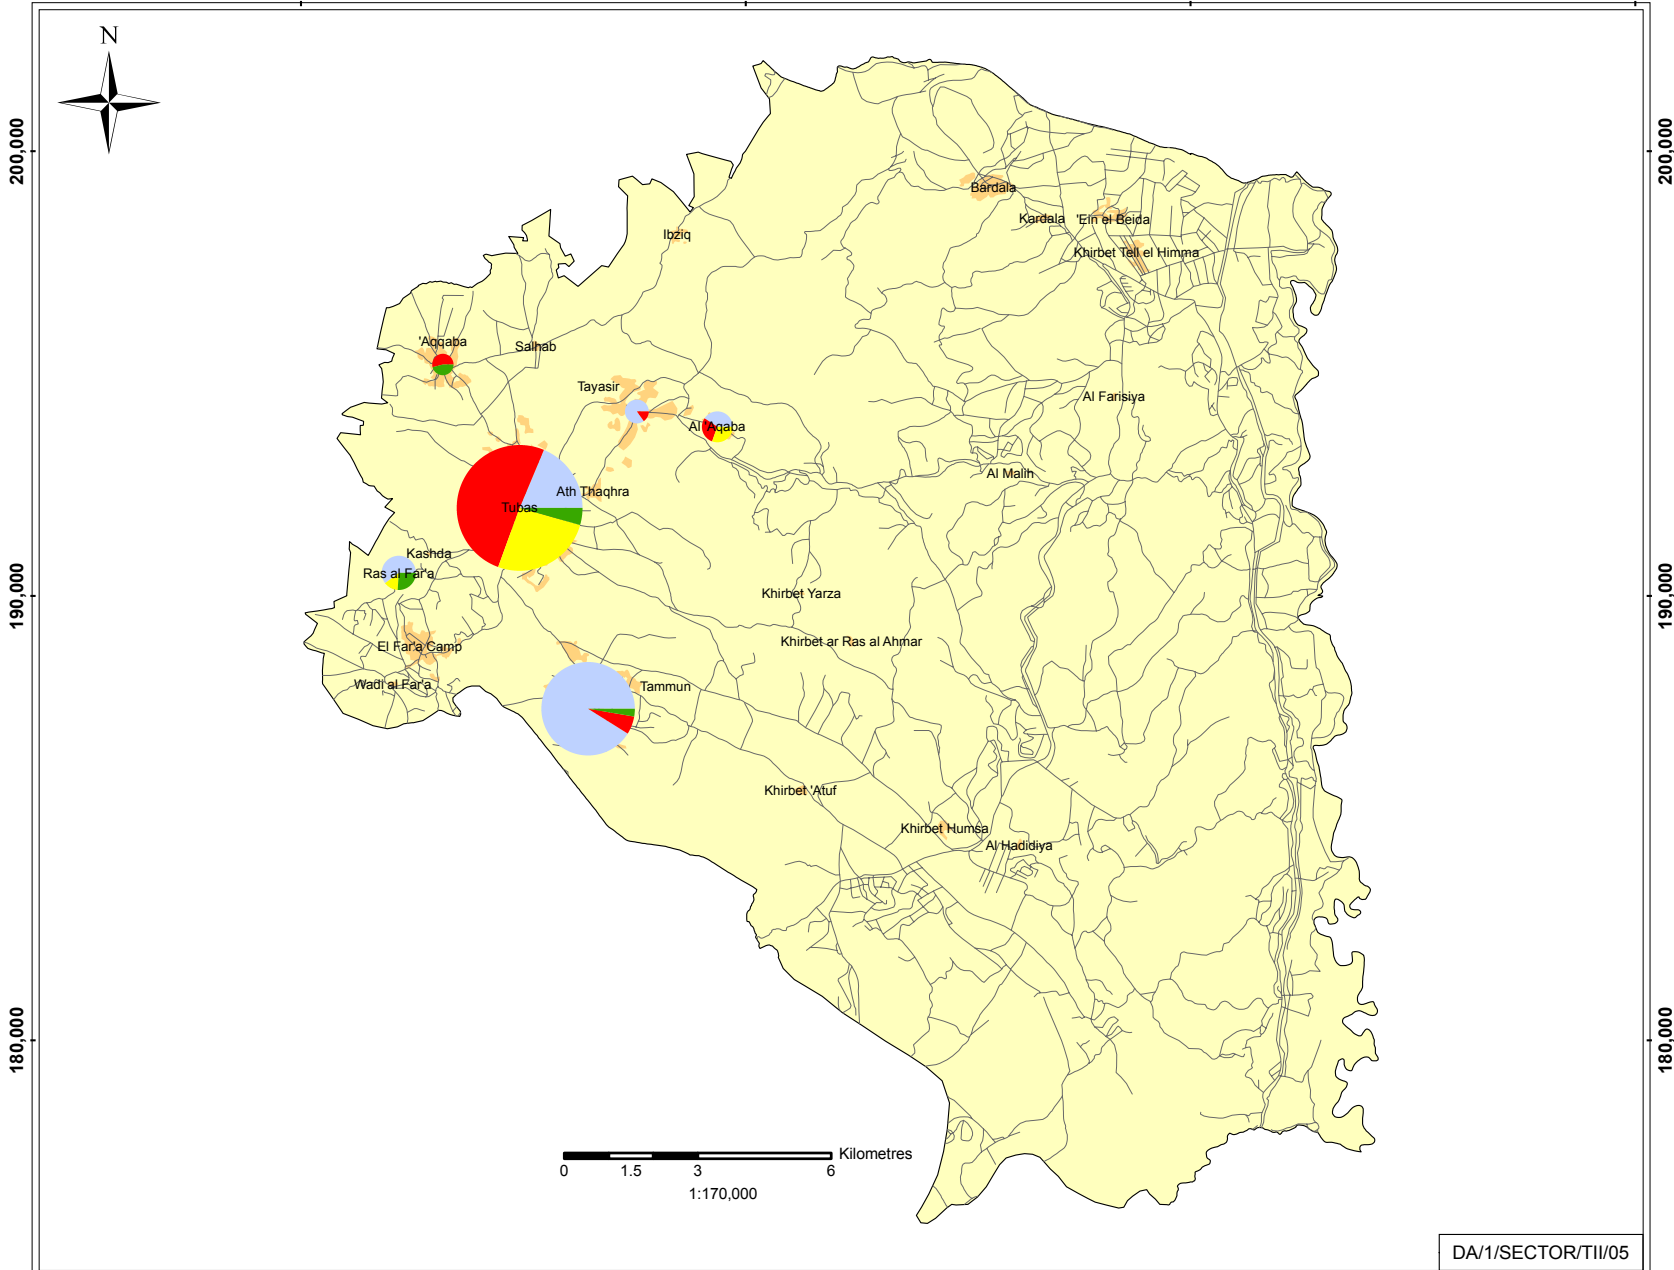 N
200,000
200,000
Bardala
Kardala
'Ein el Beida
Ibziq
Khirbet Tell el Himma
'Aqqaba
Salhab
Tayasir
Al Farisiya
Al 'Aqaba
Al Malih
Ath Thaqhra
Tubas
Kashda
Ras al Far'a
190,000
190,000
Khirbet Yarza
Khirbet ar Ras al Ahmar
El Far'a Camp
Wadi al Far'a
Tammun
Khirbet 'Atuf
Khirbet Humsa
Al Hadidiya
180,000
180,000
Kilometres
0 1.5 3 6
1:170,000
DA/1/SECTOR/TII/05